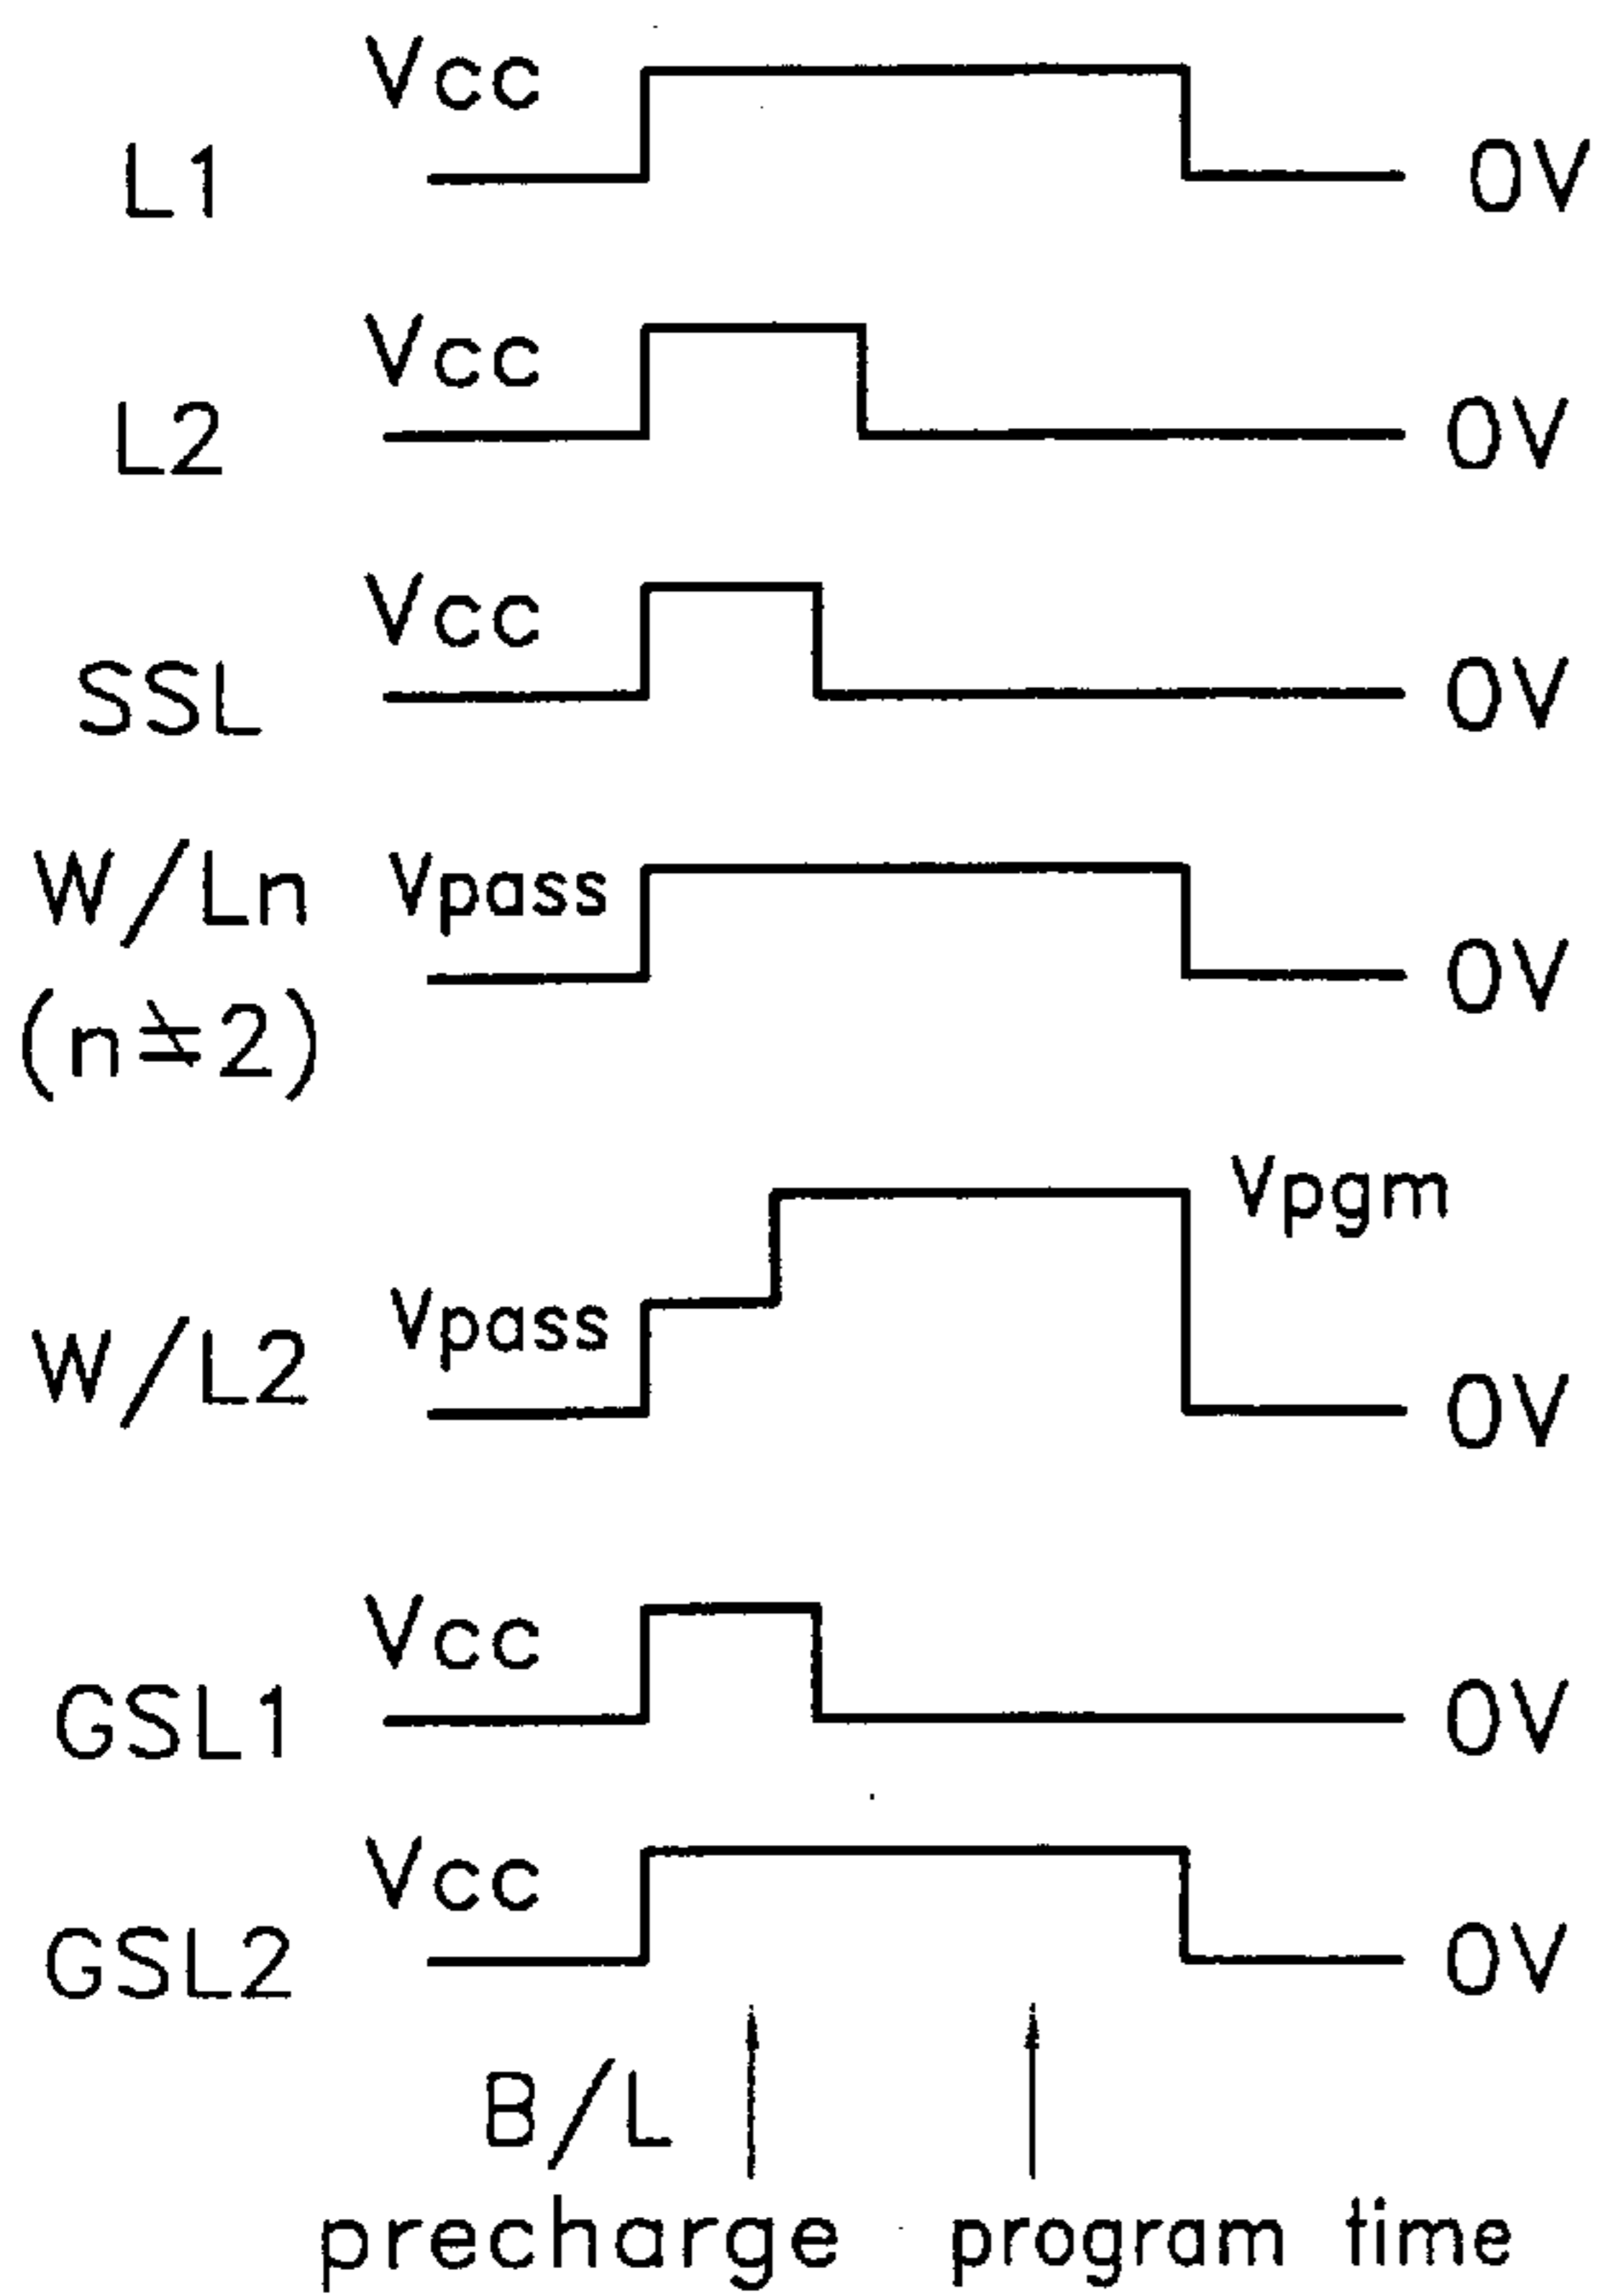 Vcc
L1 0V
Vcc
L2 0V
Vcc
SSL 0V
W/Ln Vpass
0V
(n≠2)
Vpgm
Vpass
W/L2 0V
Vcc
GSL1 0V
Vcc
GSL2 0V
B/L
precharge program time